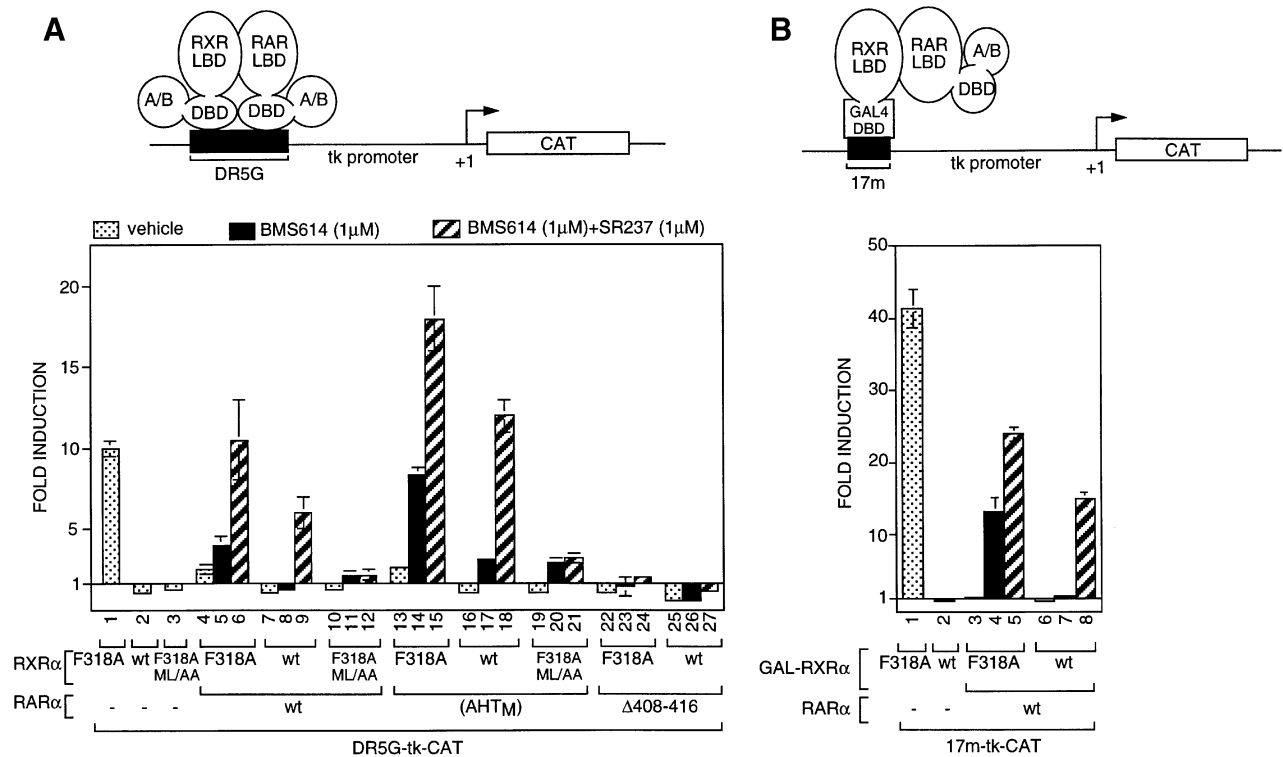 A
RXR
LBD
RAR
LBD
A/B
DBD
DBD
A/B
DR5G
tk promoter
+1
CAT
B
RXR
LBD
RAR
LBD
A/B
DBD
GAL4
DBD
17m
tk promoter
+1
CAT
vehicle
BMS614 (1µM)
BMS614 (1µM)+SR237 (1µM)
FOLD INDUCTION
20
15
10
5
1
1 2 3 4 5 6 7 8 9 10 11 12 13 14 15 16 17 18 19 20 21 22 23 24 25 26 27
RXRα F318A wt F318A ML/AA F318A wt F318A ML/AA F318A wt F318A ML/AA F318A wt
RARα - - - wt (AHTM) Δ408-416
DR5G-tk-CAT
FOLD INDUCTION
50
40
30
20
10
1
1 2 3 4 5 6 7 8
GAL-RXRα F318A wt F318A wt
RARα - - wt
17m-tk-CAT